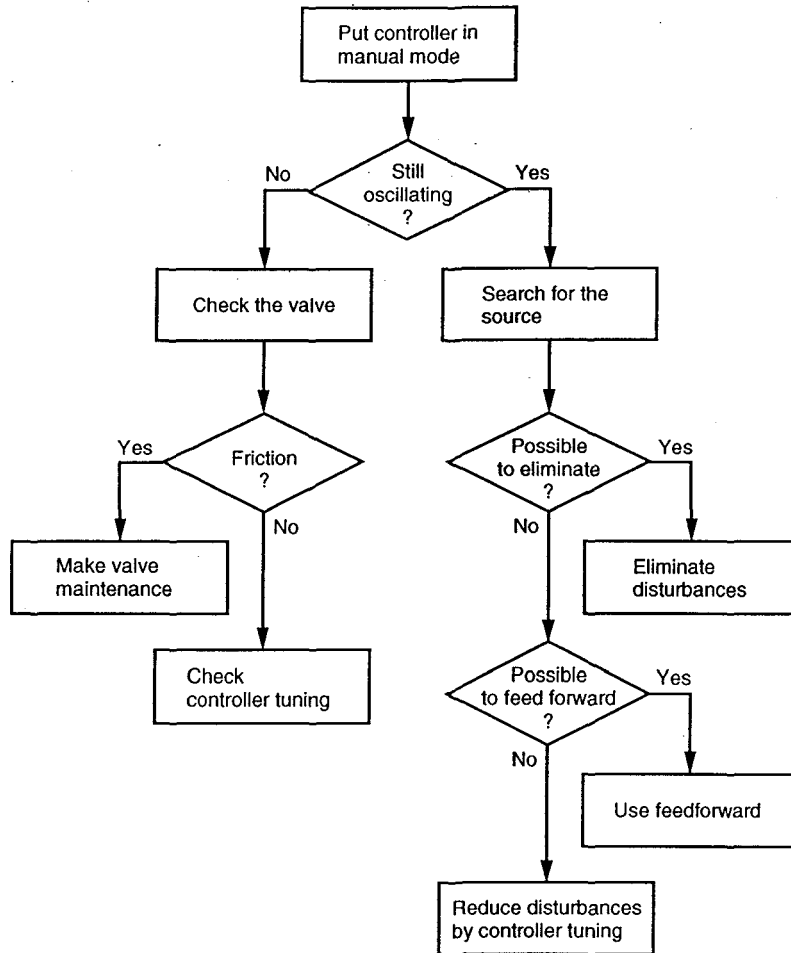 Put controller in
manual mode
No
Still
oscillating
?
Yes
Check the valve
Search for the
source
Yes
Friction
?
No
Possible
to eliminate
?
Yes
No
Make valve
maintenance
Eliminate
disturbances
Check
controller tuning
Possible
to feed forward
?
Yes
No
Use feedforward
Reduce disturbances
by controller tuning